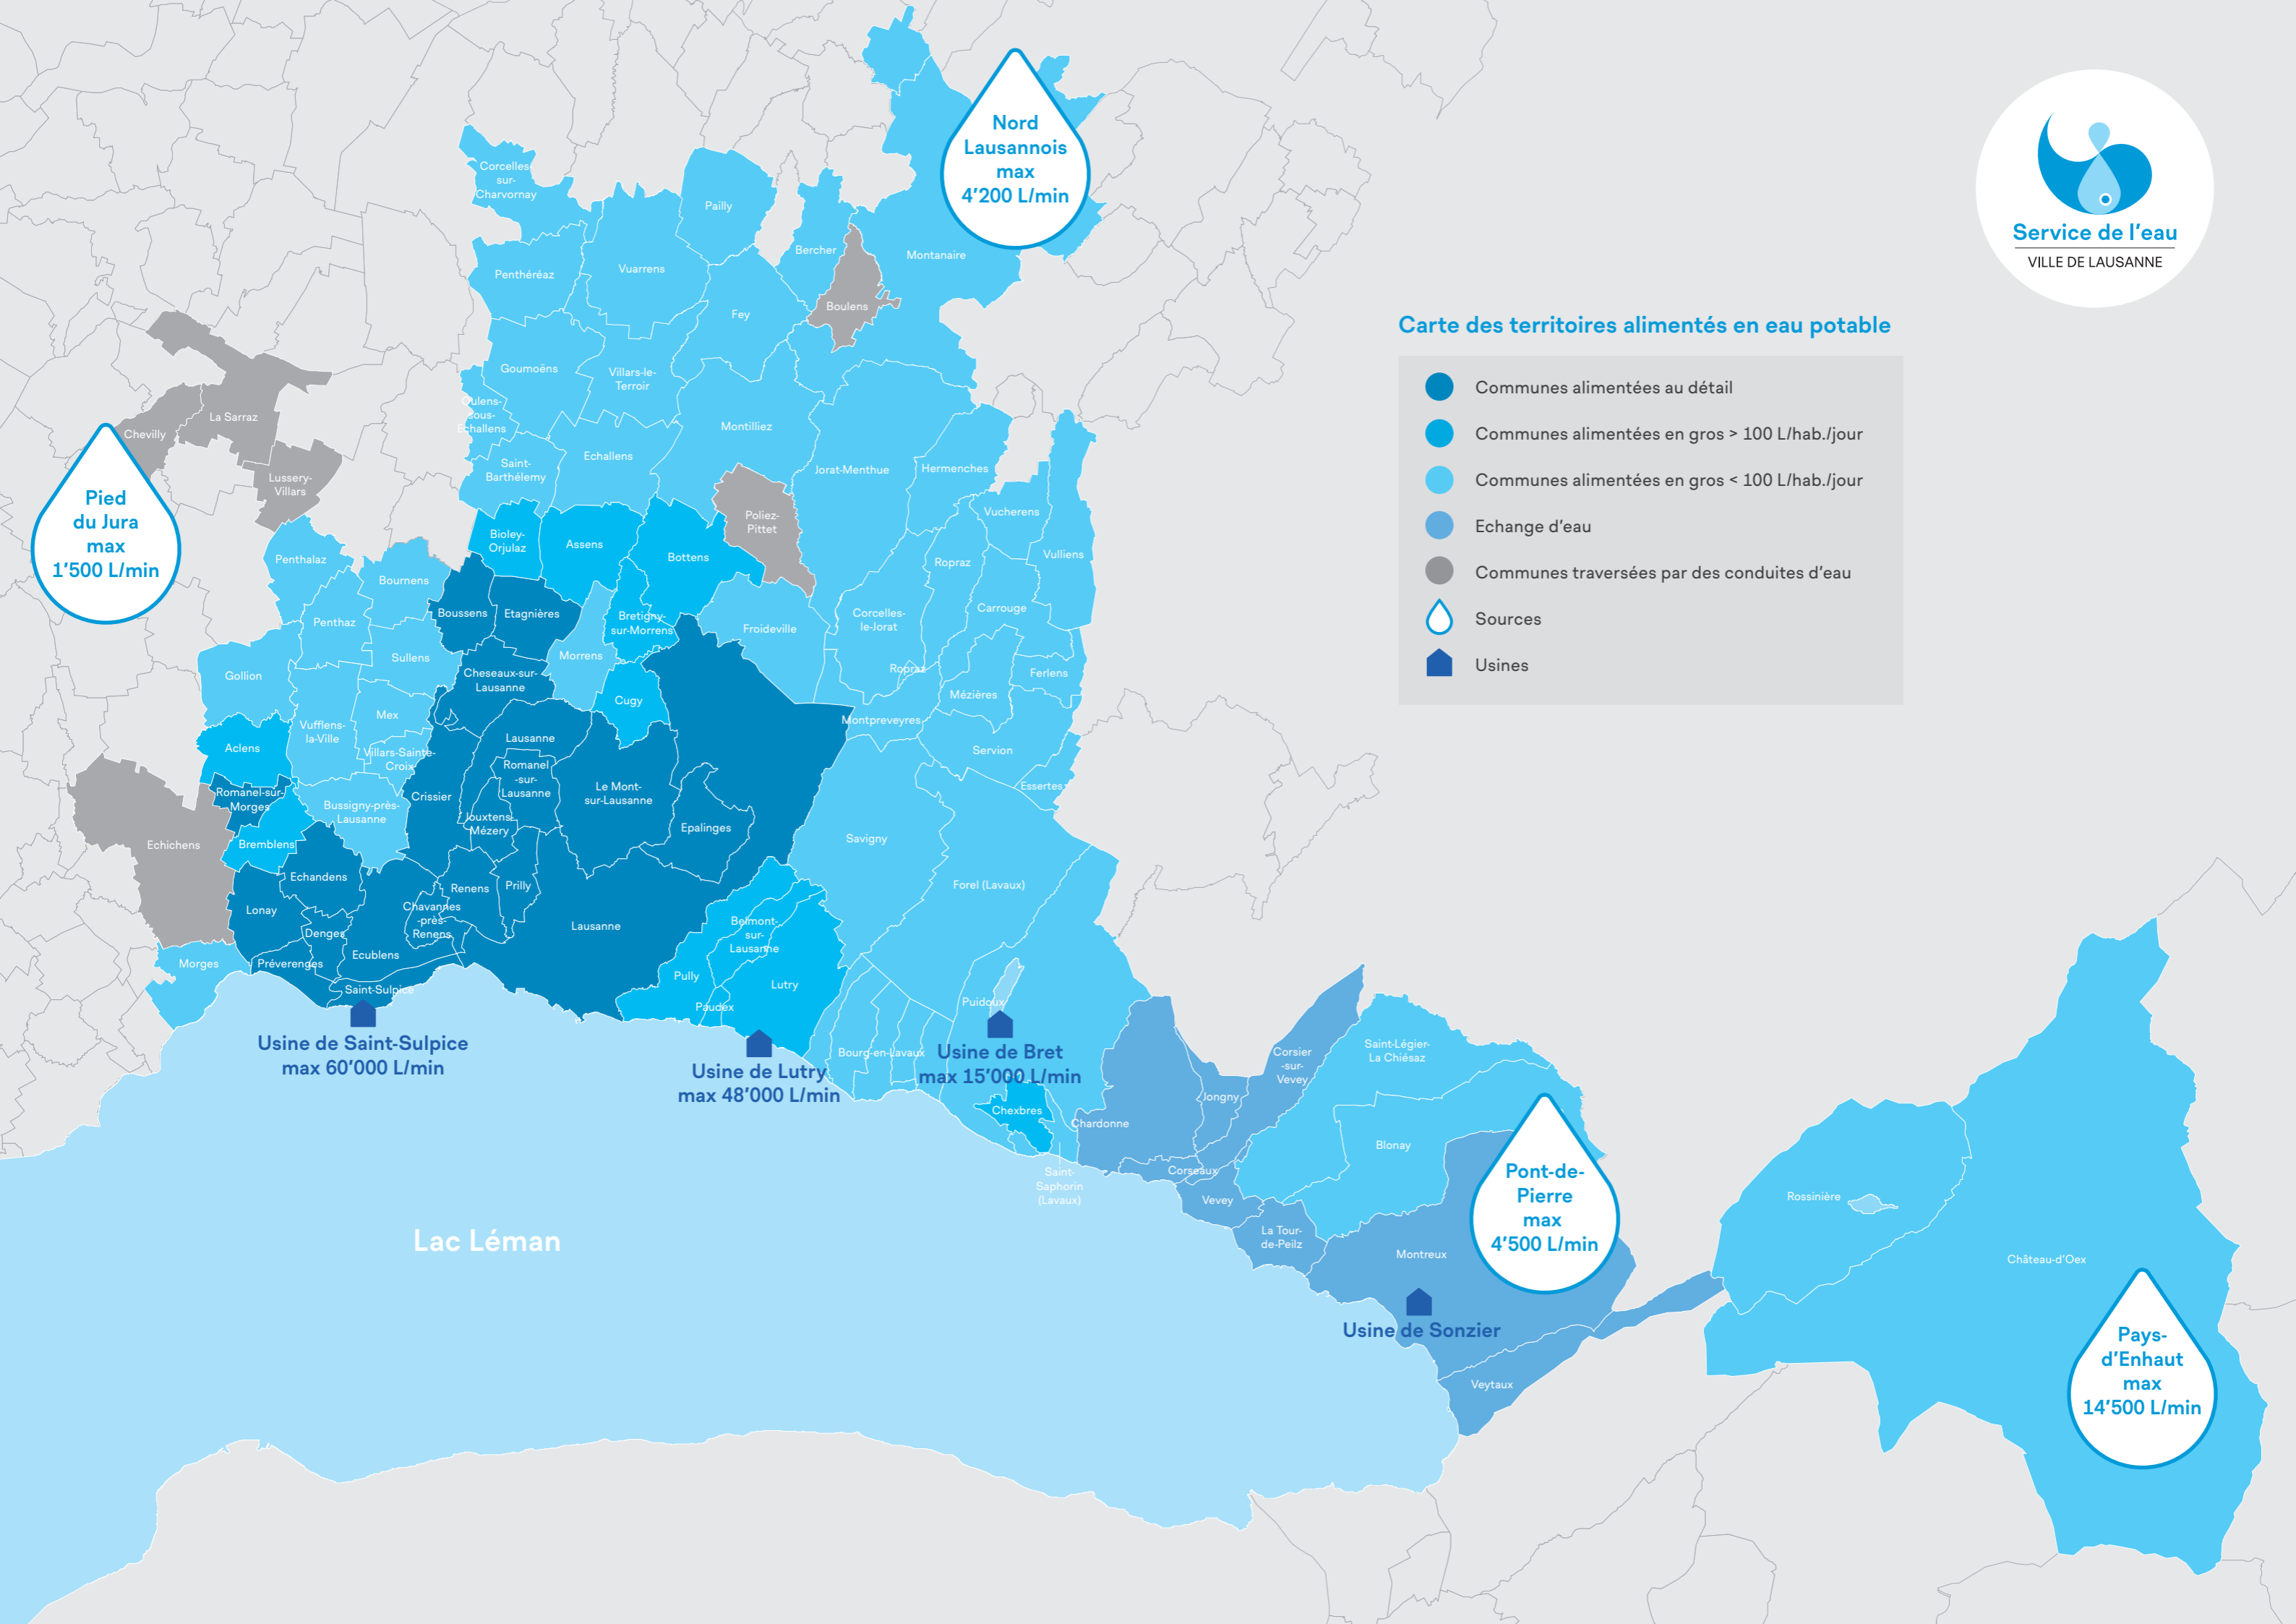 Nord
Lausannois
max
4'200 L/min
Service de l'eau
VILLE DE LAUSANNE
Carte des territoires alimentés en eau potable
Communes alimentées au détail
Communes alimentées en gros > 100 L/hab./jour
Communes alimentées en gros < 100 L/hab./jour
Echange d'eau
Communes traversées par des conduites d'eau
Sources
Usines
Pied
du Jura
max
1'500 L/min
Corcelles-
sur-
Charvornay
Pailly
Bercher
Montanaire
Penthéréaz
Vuarrens
Boulens
Fey
Goumoëns
Villars-le-
Terroir
Oulens-
sous-
Echallens
Chevilly
La Sarraz
Lussery-
Villars
Montilliez
Echallens
Saint-
Barthélemy
Jorat-Menthue
Hermenches
Poliez-
Pittet
Vucherens
Bioley-
Orjulaz
Assens
Bottens
Vulliens
Ropraz
Penthalaz
Bournens
Boussens
Etagnières
Bretigny-
sur-Morrens
Froideville
Corcelles-
le-Jorat
Carrouge
Penthaz
Sullens
Morrens
Gollion
Cheseaux-sur-
Lausanne
Ropraz
Ferlens
Mézières
Cugy
Mex
Vufflens-
la-Ville
Montpreveyres
Aclens
Villars-Sainte-
Croix
Lausanne
Servion
Romanel
-sur-
Lausanne
Le Mont-
sur-Lausanne
Essertes
Romanel-sur-
Morges
Crissier
Bussigny-près-
Lausanne
Jouxtens-
Mézery
Epalinges
Echichens
Bremblens
Savigny
Echandens
Renens
Prilly
Forel (Lavaux)
Lonay
Chavannes
-près-
Renens
Lausanne
Belmont-
sur-
Lausanne
Denges
Ecublens
Morges
Préverenges
Pully
Lutry
Saint-Sulpice
Paudex
Puidoux
Usine de Saint-Sulpice
max 60'000 L/min
Usine de Lutry
max 48'000 L/min
Bourg-en-Lavaux
Usine de Bret
max 15'000 L/min
Corsier
-sur-
Vevey
Saint-Légier-
La Chiésaz
Jongny
Chexbres
Chardonne
Blonay
Saint-
Saphorin
(Lavaux)
Corseaux
Vevey
La Tour-
de-Peilz
Pont-de-
Pierre
max
4'500 L/min
Rossinière
Montreux
Château-d'Oex
Lac Léman
Usine de Sonzier
Veytaux
Pays-
d'Enhaut
max
14'500 L/min